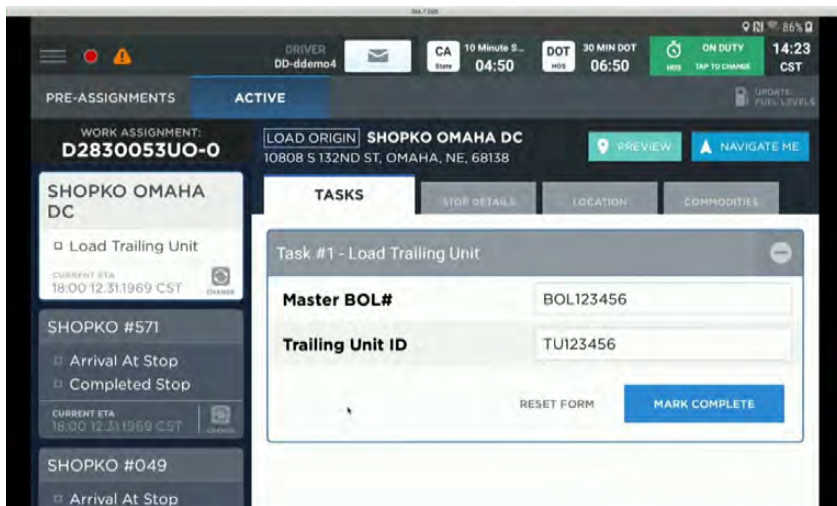 86%
DRIVER
DD-ddemo4
CA
State
10 Minute S...
04:50
DOT
HOS
30 MIN DOT
06:50
HOS
ON DUTY
TAP TO CHANGE
14:23
CST
PRE-ASSIGNMENTS
ACTIVE
UPDATE
FUEL LEVELS
WORK ASSIGNMENT:
D2830053UO-0
LOAD ORIGIN SHOPKO OMAHA DC
10808 S 132ND ST, OMAHA, NE, 68138
PREVIEW
NAVIGATE ME
SHOPKO OMAHA
DC
Load Trailing Unit
CURRENT ETA
18:00 12.31.1969 CST
CHANGE
SHOPKO #571
Arrival At Stop
Completed Stop
CURRENT ETA
18:00 12.31.1969 CST
CHANGE
SHOPKO #049
Arrival At Stop
TASKS
STOP DETAILS
LOCATION
COMMODITIES
Task #1 - Load Trailing Unit
Master BOL#
BOL123456
Trailing Unit ID
TU123456
RESET FORM
MARK COMPLETE